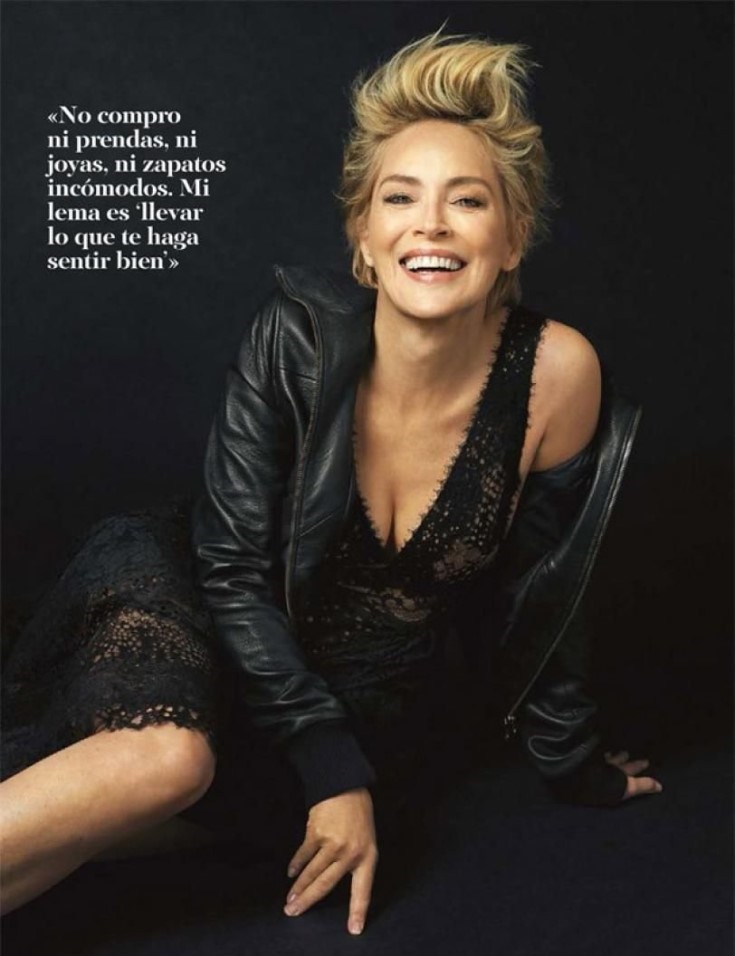 «No compro
ni prendas, ni
joyas, ni zapatos
incómodos. Mi
lema es ‘llevar
lo que te haga
sentir bien’»